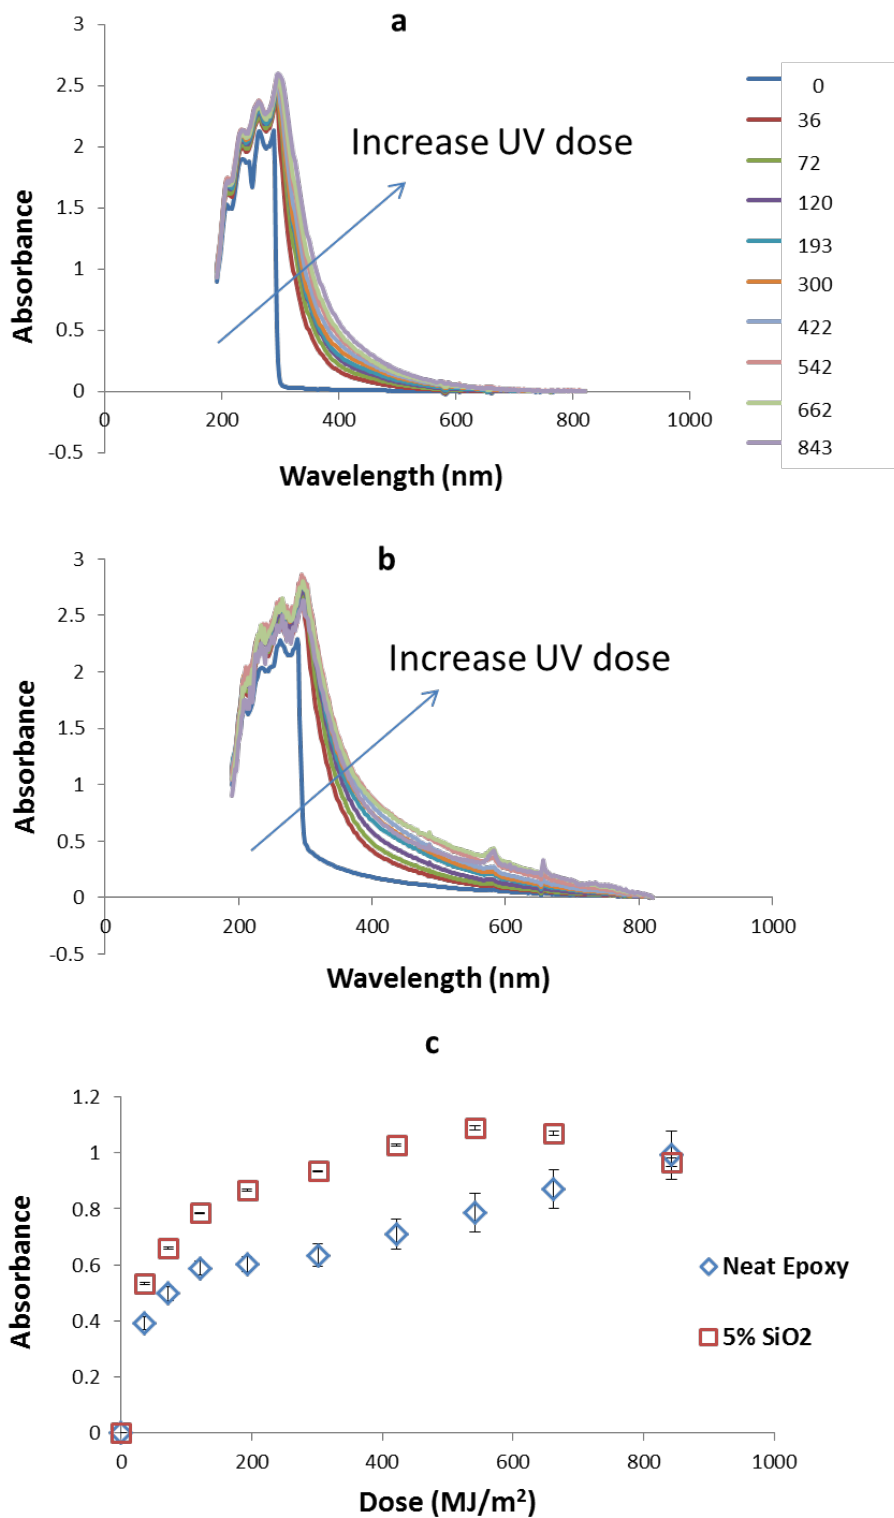 a
3
2.5
2
1.5
1
0.5
0
-0.5
Absorbance
Increase UV dose
0 200 400 600 800 1000
Wavelength (nm)
0
36
72
120
193
300
422
542
662
843
b
3
2.5
2
1.5
1
0.5
0
-0.5
Absorbance
Increase UV dose
0 200 400 600 800 1000
Wavelength (nm)
c
1.2
1
0.8
0.6
0.4
0.2
0
Absorbance
Neat Epoxy
5% SiO2
0 200 400 600 800 1000
Dose (MJ/m²)